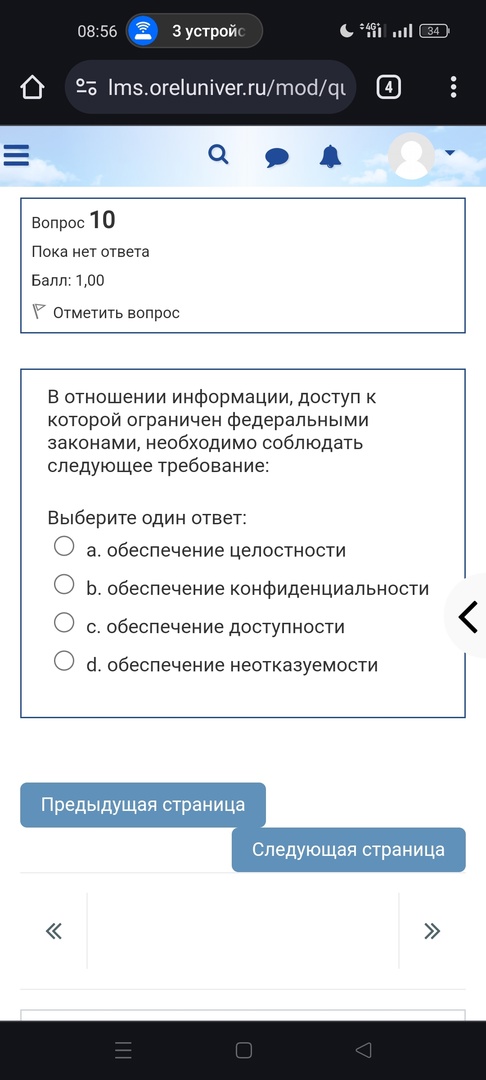 08:56
3 устройс
4G
34
lms.oreluniver.ru/mod/qu
4
Вопрос 10
Пока нет ответа
Балл: 1,00
Отметить вопрос
В отношении информации, доступ к
которой ограничен федеральными
законами, необходимо соблюдать
следующее требование:
Выберите один ответ:
a. обеспечение целостности
b. обеспечение конфиденциальности
c. обеспечение доступности
d. обеспечение неотказуемости
Предыдущая страница
Следующая страница